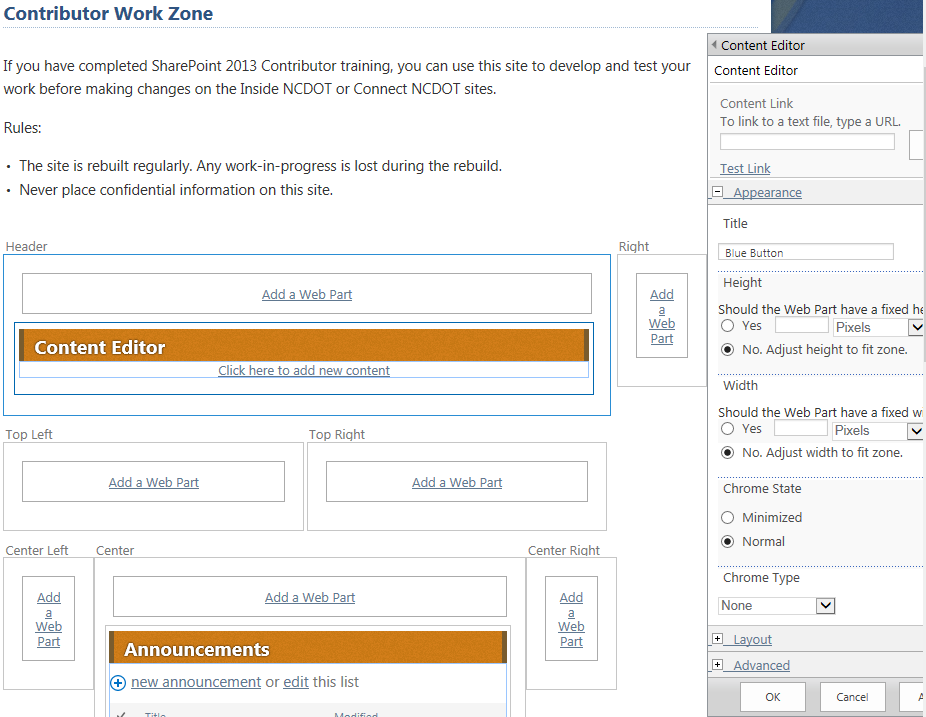 Contributor Work Zone
If you have completed SharePoint 2013 Contributor training, you can use this site to develop and test your
work before making changes on the Inside NCDOT or Connect NCDOT sites.
Rules:
• The site is rebuilt regularly. Any work-in-progress is lost during the rebuild.
• Never place confidential information on this site.
Header
Add a Web Part
Content Editor
Click here to add new content
Right
Add
a
Web
Part
Top Left
Add a Web Part
Top Right
Add a Web Part
Center Left
Add
a
Web
Part
Center
Add a Web Part
Announcements
new announcement or edit this list
Title Modified
Center Right
Add
a
Web
Part
Content Editor
Content Editor
Content Link
To link to a text file, type a URL.
Test Link
Appearance
Title
Blue Button
Height
Should the Web Part have a fixed he
Yes Pixels
No. Adjust height to fit zone.
Width
Should the Web Part have a fixed w
Yes Pixels
No. Adjust width to fit zone.
Chrome State
Minimized
Normal
Chrome Type
None
Layout
Advanced
OK Cancel A